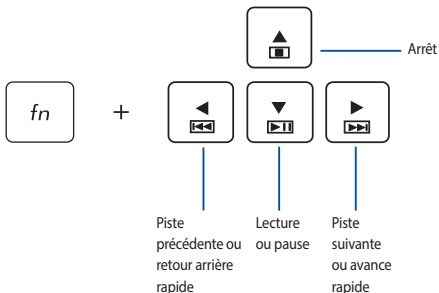 Arrêt
fn
+
Piste
précédente ou
retour arrière
rapide
Lecture
ou pause
Piste
suivante
ou avance
rapide